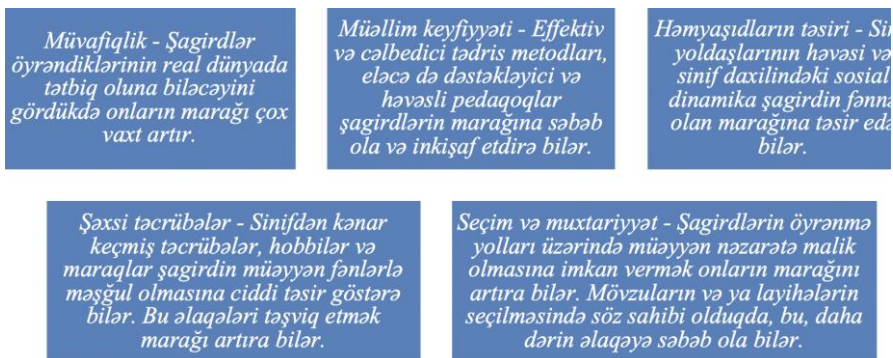 Müvafiqlik - Şagirdlər
öyrəndiklərinin real dünyada
tətbiq oluna biləcəyini
gördükdə onların marağı çox
vaxt artır.
Müəllim keyfiyyəti - Effektiv
və cəlbedici tədris metodları,
eləcə də dəstəkləyici və
həvəsli pedaqoqlar
şagirdlərin marağına səbəb
ola və inkişaf etdirə bilər.
Həmyaşıdların təsiri -
yoldaşlarının həvəsi və
sinif daxilindəki sosial
dinamika şagirdin
olan marağına təsir
bilər.
Şəxsi təcrübələr - Sinifdən kənar
keçmiş təcrübələr, hobbilər və
maraqlar şagirdin müəyyən fənlərlə
məşğul olmasına ciddi təsir göstərə
bilər. Bu əlaqələri təşviq etmək
marağı artıra bilər.
Seçim və muxtariyyət - Şagirdlərin öyrənmə
yolları üzərində müəyyən nəzarətə malik
olmasına imkan vermək onların marağını
artıra bilər. Mövzuların və ya layihələrin
seçilməsində söz sahibi olduqda, bu, daha
dərin əlaqəyə səbəb ola bilər.